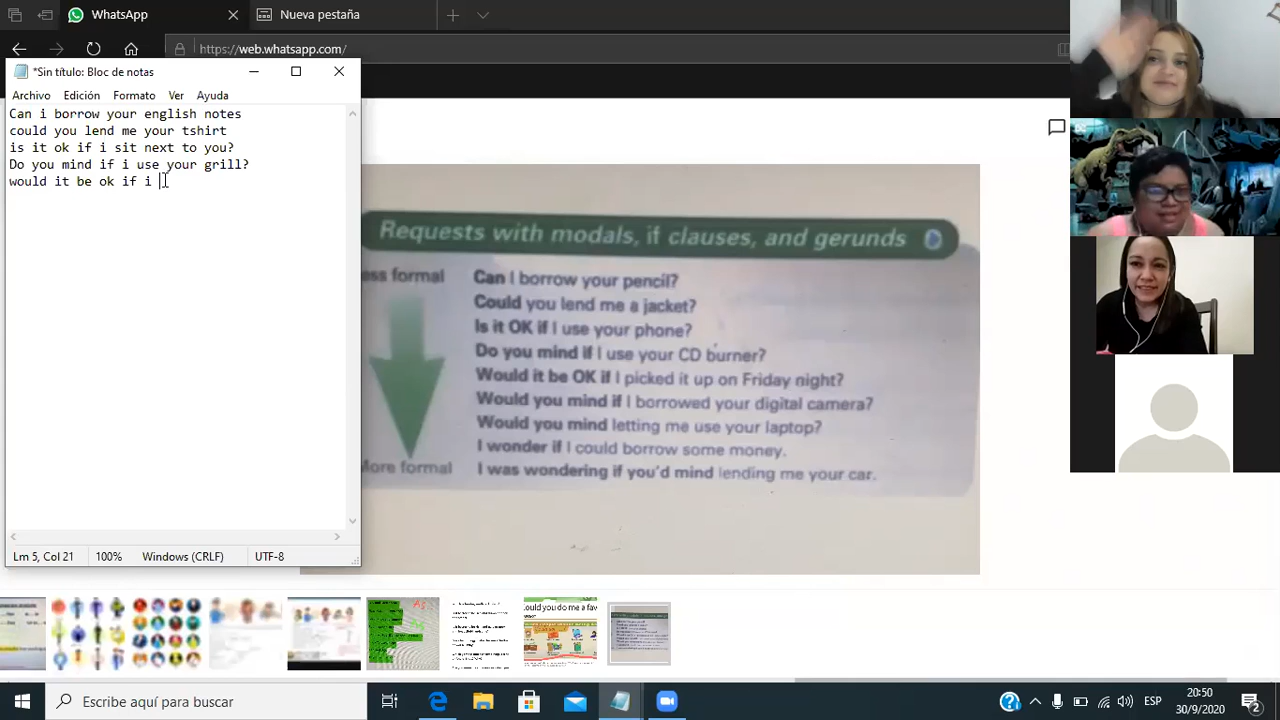 WhatsApp
Nueva pestaña
https://web.whatsapp.com/
*Sin título: Bloc de notas
Archivo Edición Formato Ver Ayuda
Can i borrow your english notes
could you lend me your tshirt
is it ok if i sit next to you?
Do you mind if i use your grill?
would it be ok if i
Lm 5, Col 21 100% Windows (CRLF) UTF-8
Requests with modals, if clauses, and gerunds
ess formal
Can I borrow your pencil?
Could you lend me a jacket?
Is it OK if I use your phone?
Do you mind if I use your CD burner?
Would it be OK if I picked it up on Friday night?
Would you mind if I borrowed your digital camera?
Would you mind letting me use your laptop?
I wonder if I could borrow some money.
More formal
I was wondering if you'd mind lending me your car.
Could you do me a fav
Escribe aquí para buscar
ESP
20:50
30/9/2020
2